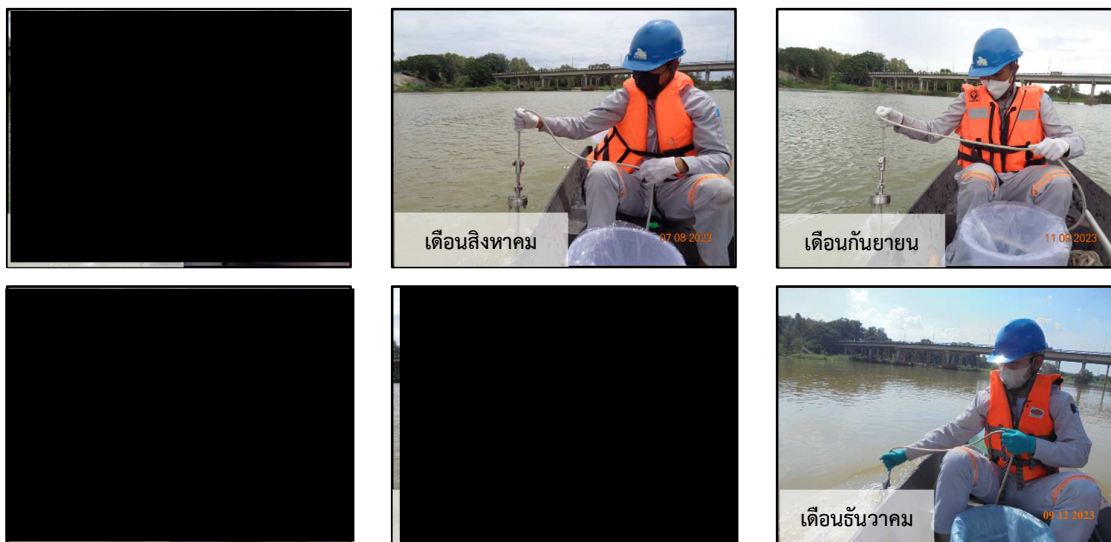 เดือนสิงหาคม
07 08 2023
เดือนกันยายน
11 09 2023
เดือนธันวาคม
09 12 2023